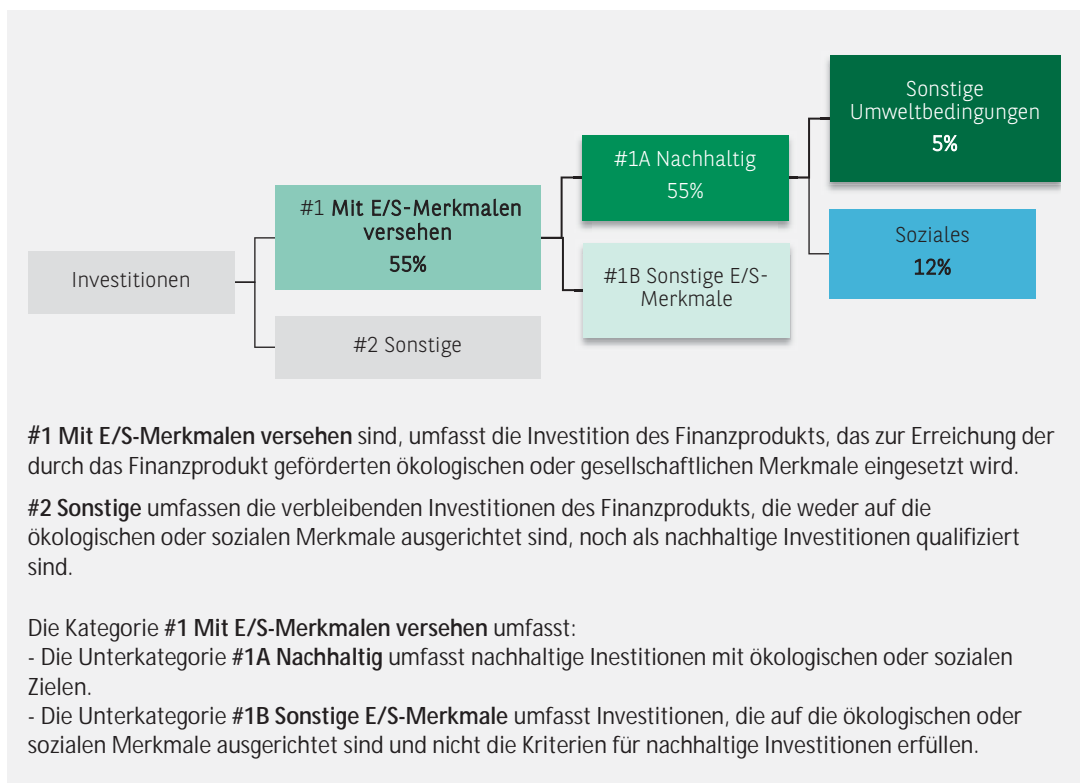 Sonstige
Umweltbedingungen
5%
#1A Nachhaltig
55%
#1 Mit E/S-Merkmalen
versehen
55%
Soziales
12%
Investitionen
#1B Sonstige E/S-
Merkmale
#2 Sonstige
#1 Mit E/S-Merkmalen versehen sind, umfasst die Investition des Finanzprodukts, das zur Erreichung der
durch das Finanzprodukt geförderten ökologischen oder gesellschaftlichen Merkmale eingesetzt wird.
#2 Sonstige umfassen die verbleibenden Investitionen des Finanzprodukts, die weder auf die
ökologischen oder sozialen Merkmale ausgerichtet sind, noch als nachhaltige Investitionen qualifiziert
sind.
Die Kategorie #1 Mit E/S-Merkmalen versehen umfasst:
- Die Unterkategorie #1A Nachhaltig umfasst nachhaltige Inestitionen mit ökologischen oder sozialen
Zielen.
- Die Unterkategorie #1B Sonstige E/S-Merkmale umfasst Investitionen, die auf die ökologischen oder
sozialen Merkmale ausgerichtet sind und nicht die Kriterien für nachhaltige Investitionen erfüllen.